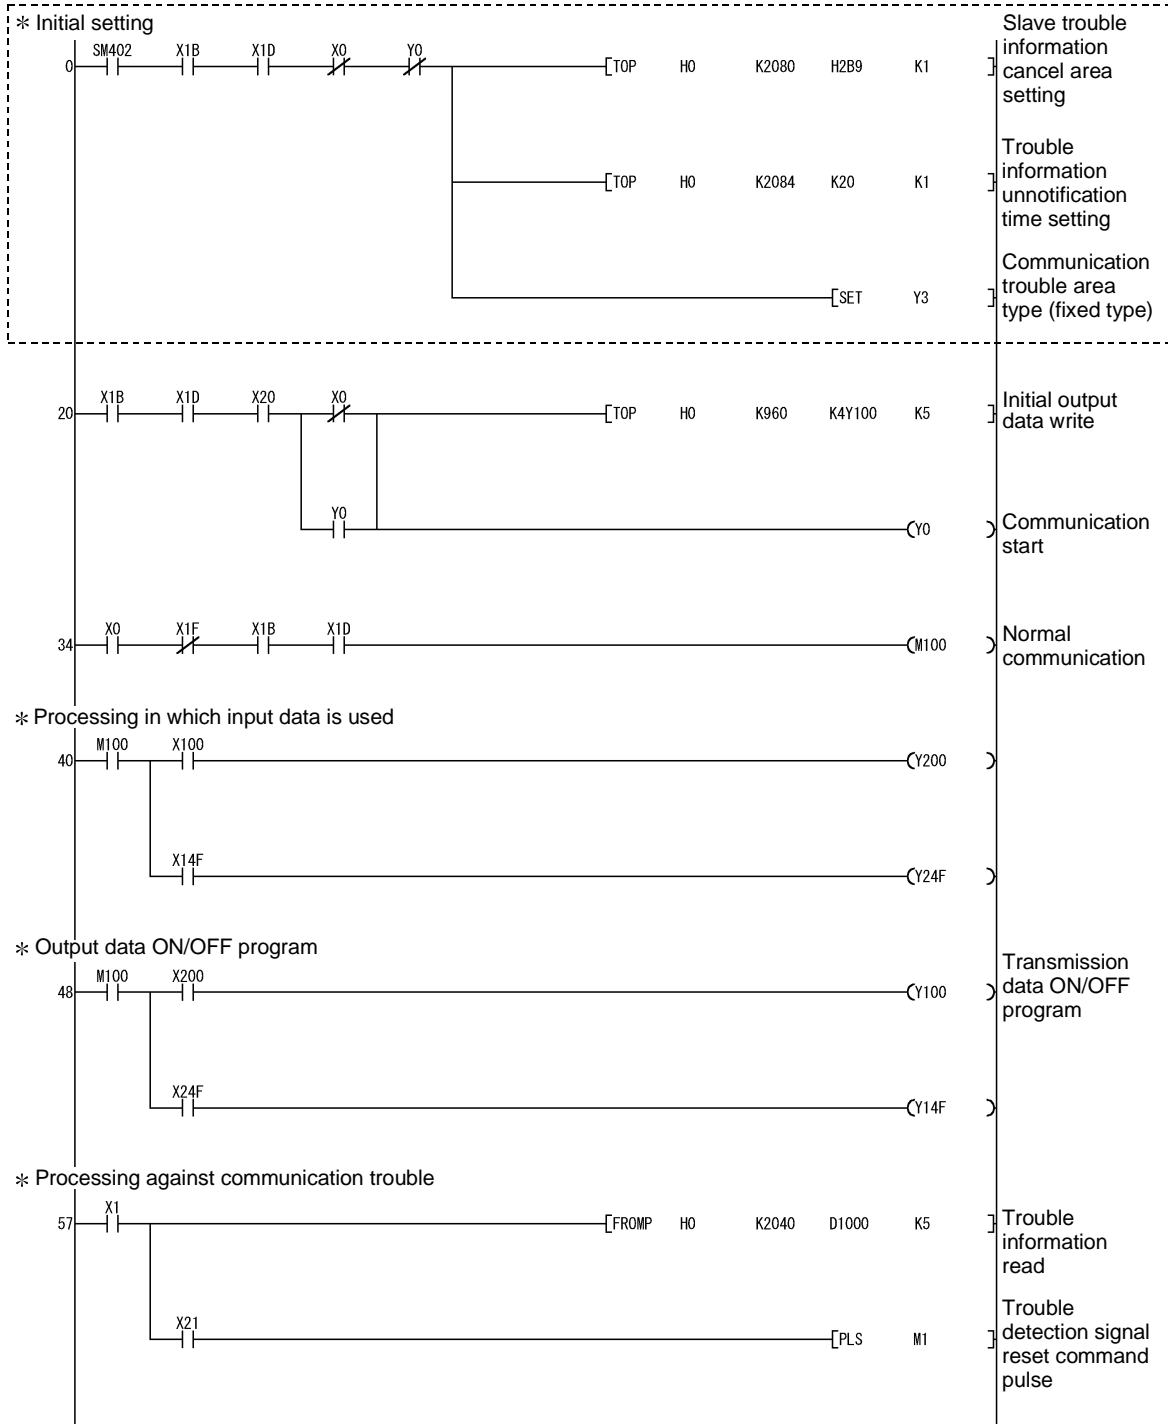 * Initial setting
Slave trouble
information
cancel area
setting
SM402 X1B X1D X0 Y0
0 [TOP H0 K2080 H2B9 K1 ]
Trouble
information
unnotification
time setting
[TOP H0 K2084 K20 K1 ]
Communication
trouble area
type (fixed type)
[SET Y3 ]
X1B X1D X20 X0
20 [TOP H0 K960 K4Y100 K5 ]
Initial output
data write
Y0
(Y0 )
Communication
start
X0 X1F X1B X1D
34 (M100 )
Normal
communication
* Processing in which input data is used
M100 X100
40 (Y200 )
X14F
(Y24F )
* Output data ON/OFF program
M100 X200
48 (Y100 )
Transmission
data ON/OFF
program
X24F
(Y14F )
* Processing against communication trouble
X1
57 [FROMP H0 K2040 D1000 K5 ]
Trouble
information
read
X21
[PLS M1 ]
Trouble
detection signal
reset command
pulse